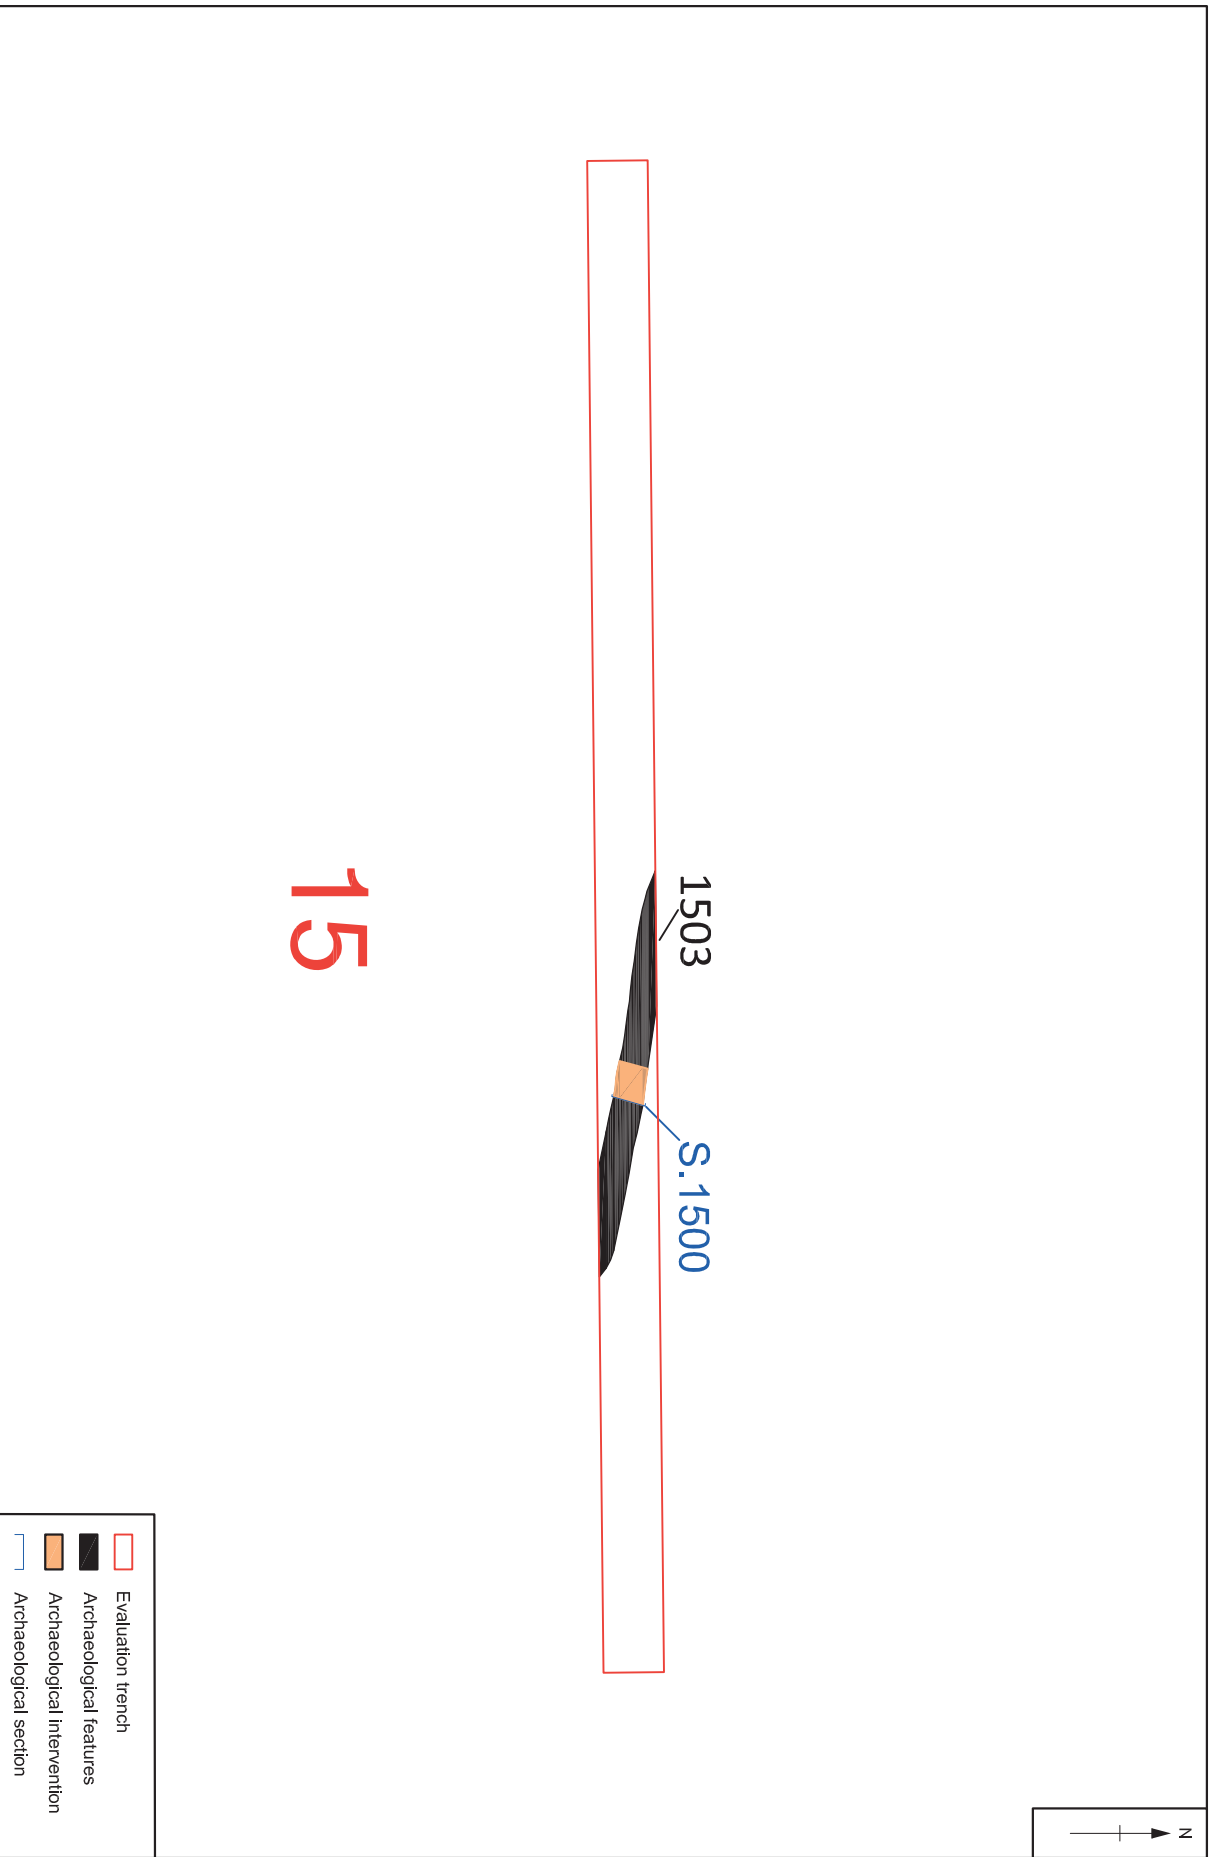 N
1503
S.1500
15
Evaluation trench
Archaeological features
Archaeological intervention
Archaeological section